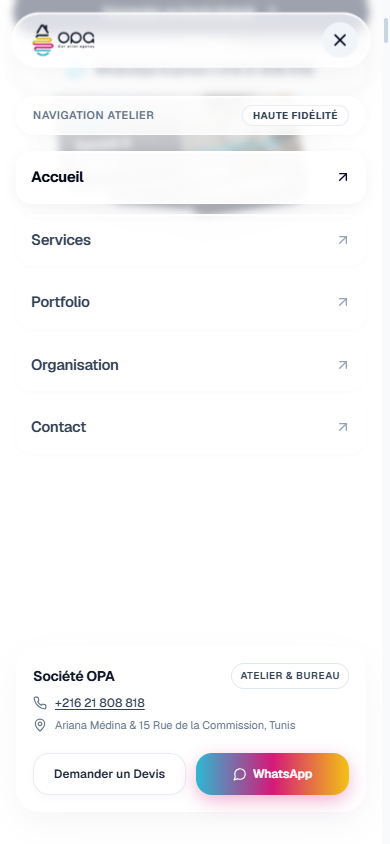 opa
NAVIGATION ATELIER
HAUTE FIDÉLITÉ
Accueil
Services
Portfolio
Organisation
Contact
Société OPA
ATELIER & BUREAU
+216 21 808 818
Ariana Médina & 15 Rue de la Commission, Tunis
Demander un Devis
WhatsApp